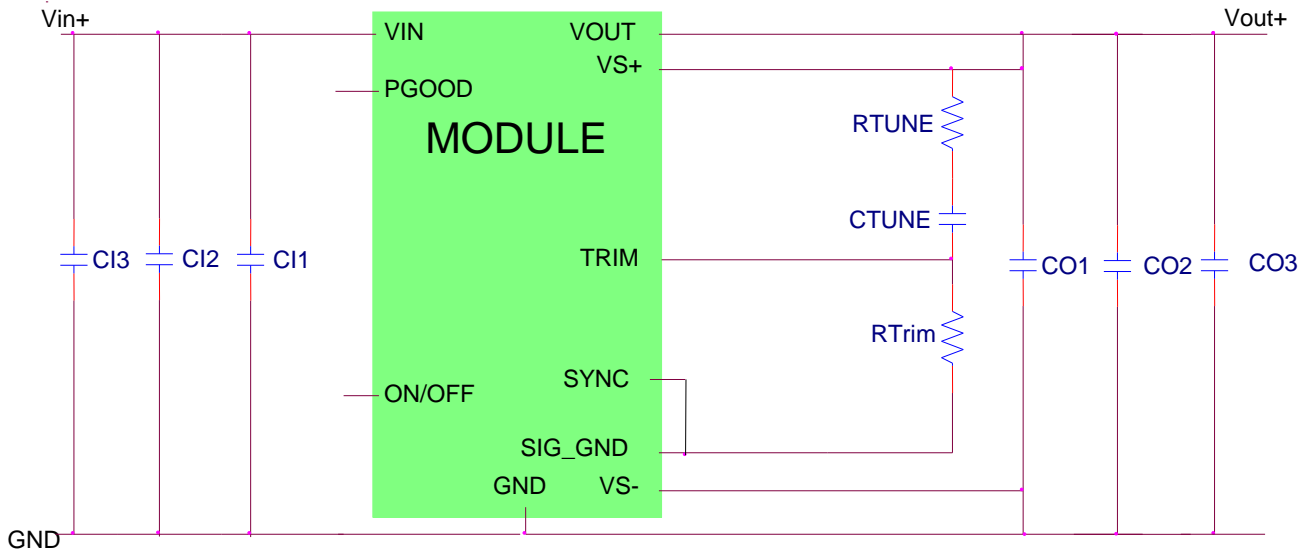 Vin+
Vout+
VIN
VOUT
VS+
PGOOD
RTUNE
MODULE
CTUNE
TRIM
CI3
CI2
CI1
CO1
CO2
CO3
RTrim
SYNC
ON/OFF
SIG_GND
GND
VS-
GND